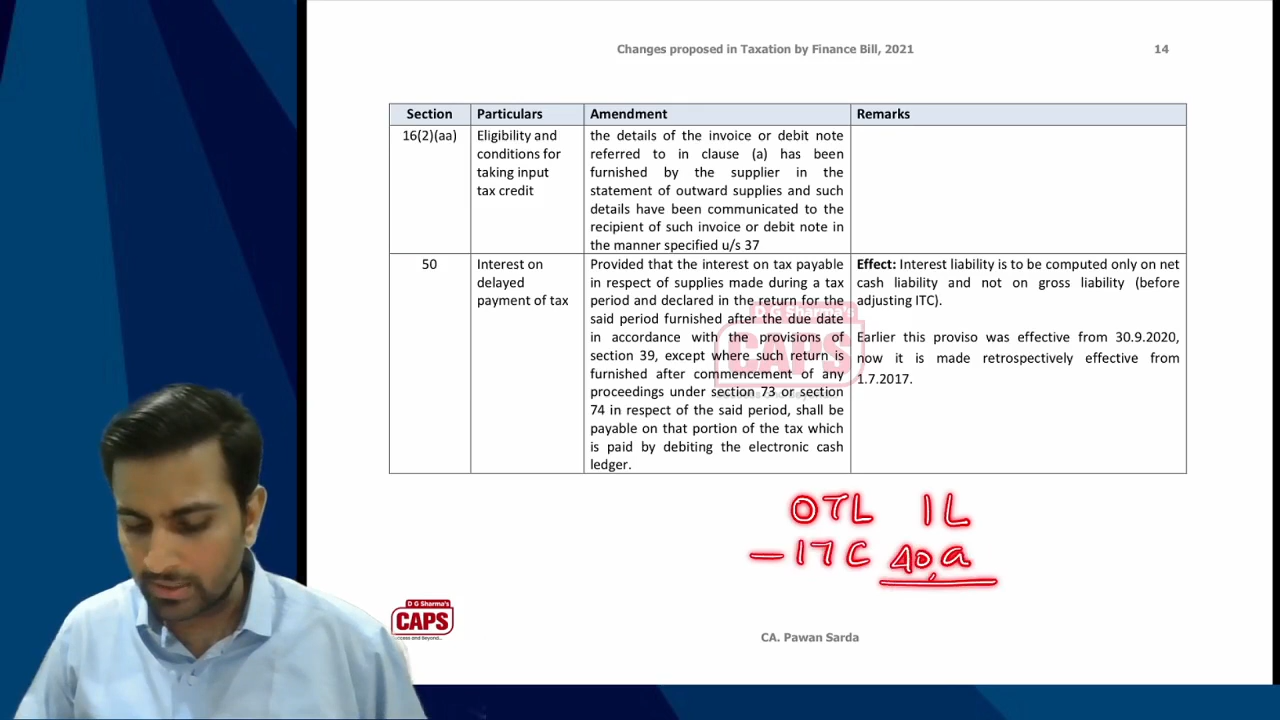 Changes proposed in Taxation by Finance Bill, 2021
14
Section Particulars Amendment Remarks
16(2)(aa)
Eligibility and
conditions for
taking input
tax credit
the details of the invoice or debit note
referred to in clause (a) has been
furnished by the supplier in the
statement of outward supplies and such
details have been communicated to the
recipient of such invoice or debit note in
the manner specified u/s 37
50
Interest on
delayed
payment of tax
Provided that the interest on tax payable
in respect of supplies made during a tax
period and declared in the return for the
said period furnished after the due date
in accordance with the provisions of
section 39, except where such return is
furnished after commencement of any
proceedings under section 73 or section
74 in respect of the said period, shall be
payable on that portion of the tax which
is paid by debiting the electronic cash
ledger.
Effect: Interest liability is to be computed only on net
cash liability and not on gross liability (before
adjusting ITC).
Earlier this proviso was effective from 30.9.2020,
now it is made retrospectively effective from
1.7.2017.
D G Sharma's
CAPS
OTL 1L
— ITC
D G Sharma's
CAPS
Success and Beyond...
CA. Pawan Sarda